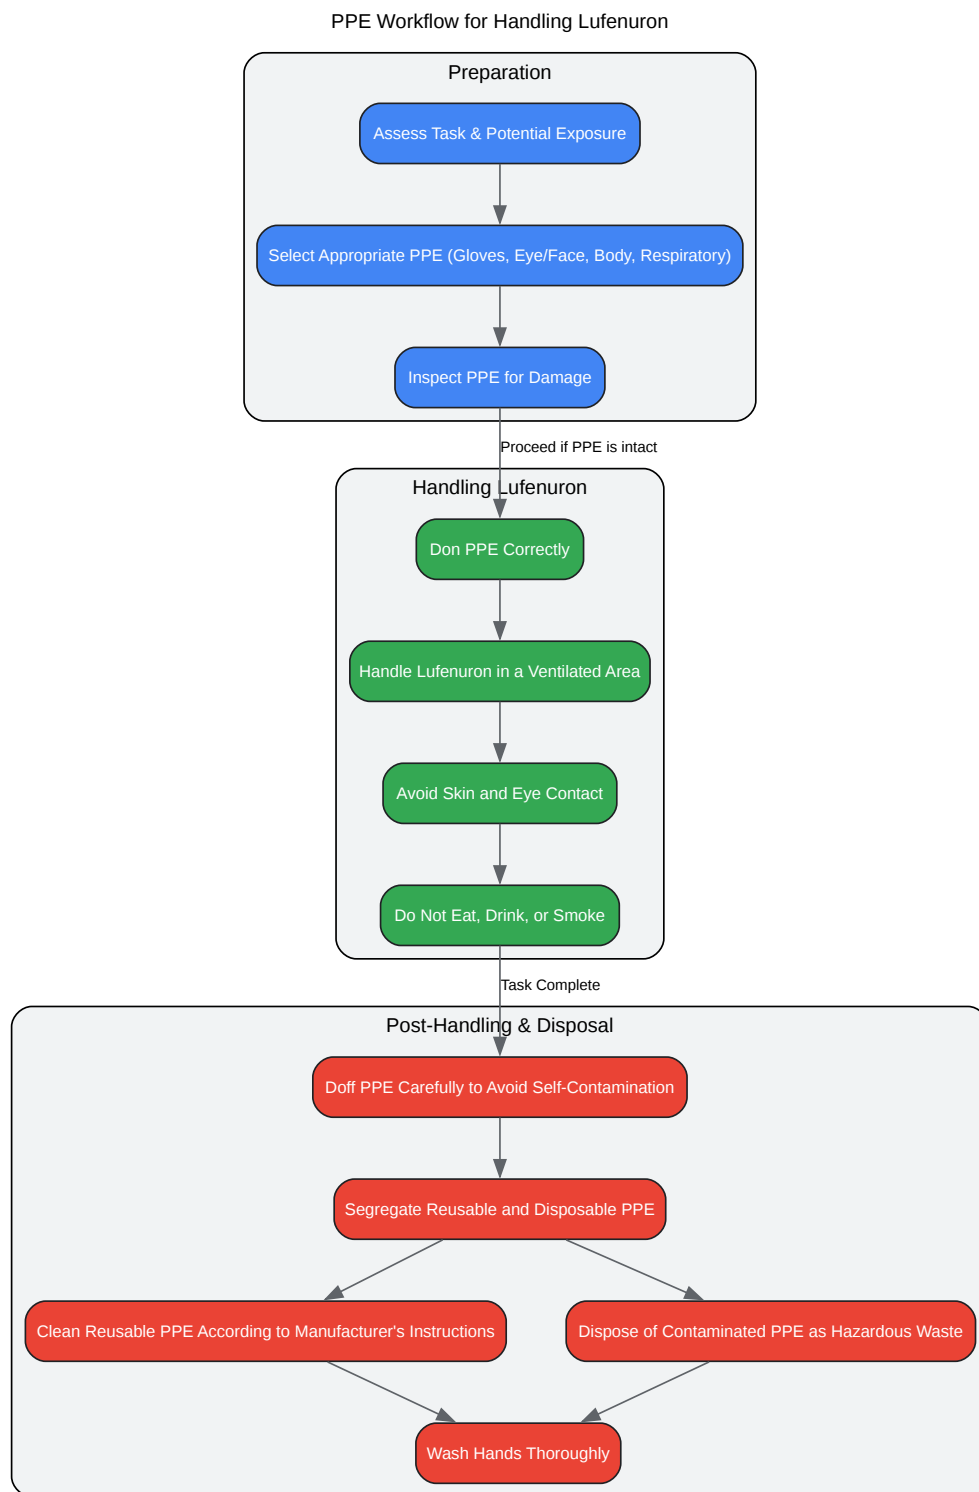 PPE Workflow for Handling Lufenuron
Preparation
Assess Task & Potential Exposure
Select Appropriate PPE (Gloves, Eye/Face, Body, Respiratory)
Inspect PPE for Damage
Proceed if PPE is intact
Handling Lufenuron
Don PPE Correctly
Handle Lufenuron in a Ventilated Area
Avoid Skin and Eye Contact
Do Not Eat, Drink, or Smoke
Task Complete
Post-Handling & Disposal
Doff PPE Carefully to Avoid Self-Contamination
Segregate Reusable and Disposable PPE
Clean Reusable PPE According to Manufacturer's Instructions
Dispose of Contaminated PPE as Hazardous Waste
Wash Hands Thoroughly